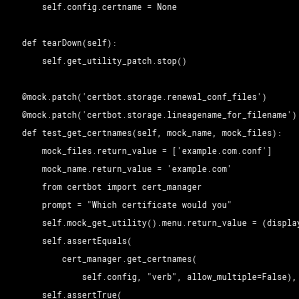 self.config.certname = None
def tearDown(self):
self.get_utility_patch.stop()
@mock.patch('certbot.storage.renewal_conf_files')
@mock.patch('certbot.storage.lineagename_for_filename')
def test_get_certnames(self, mock_name, mock_files):
mock_files.return_value = ['example.com.conf']
mock_name.return_value = 'example.com'
from certbot import cert_manager
prompt = "Which certificate would you"
self.mock_get_utility().menu.return_value = (display
self.assertEquals(
cert_manager.get_certnames(
self.config, "verb", allow_multiple=False),
self.assertTrue(